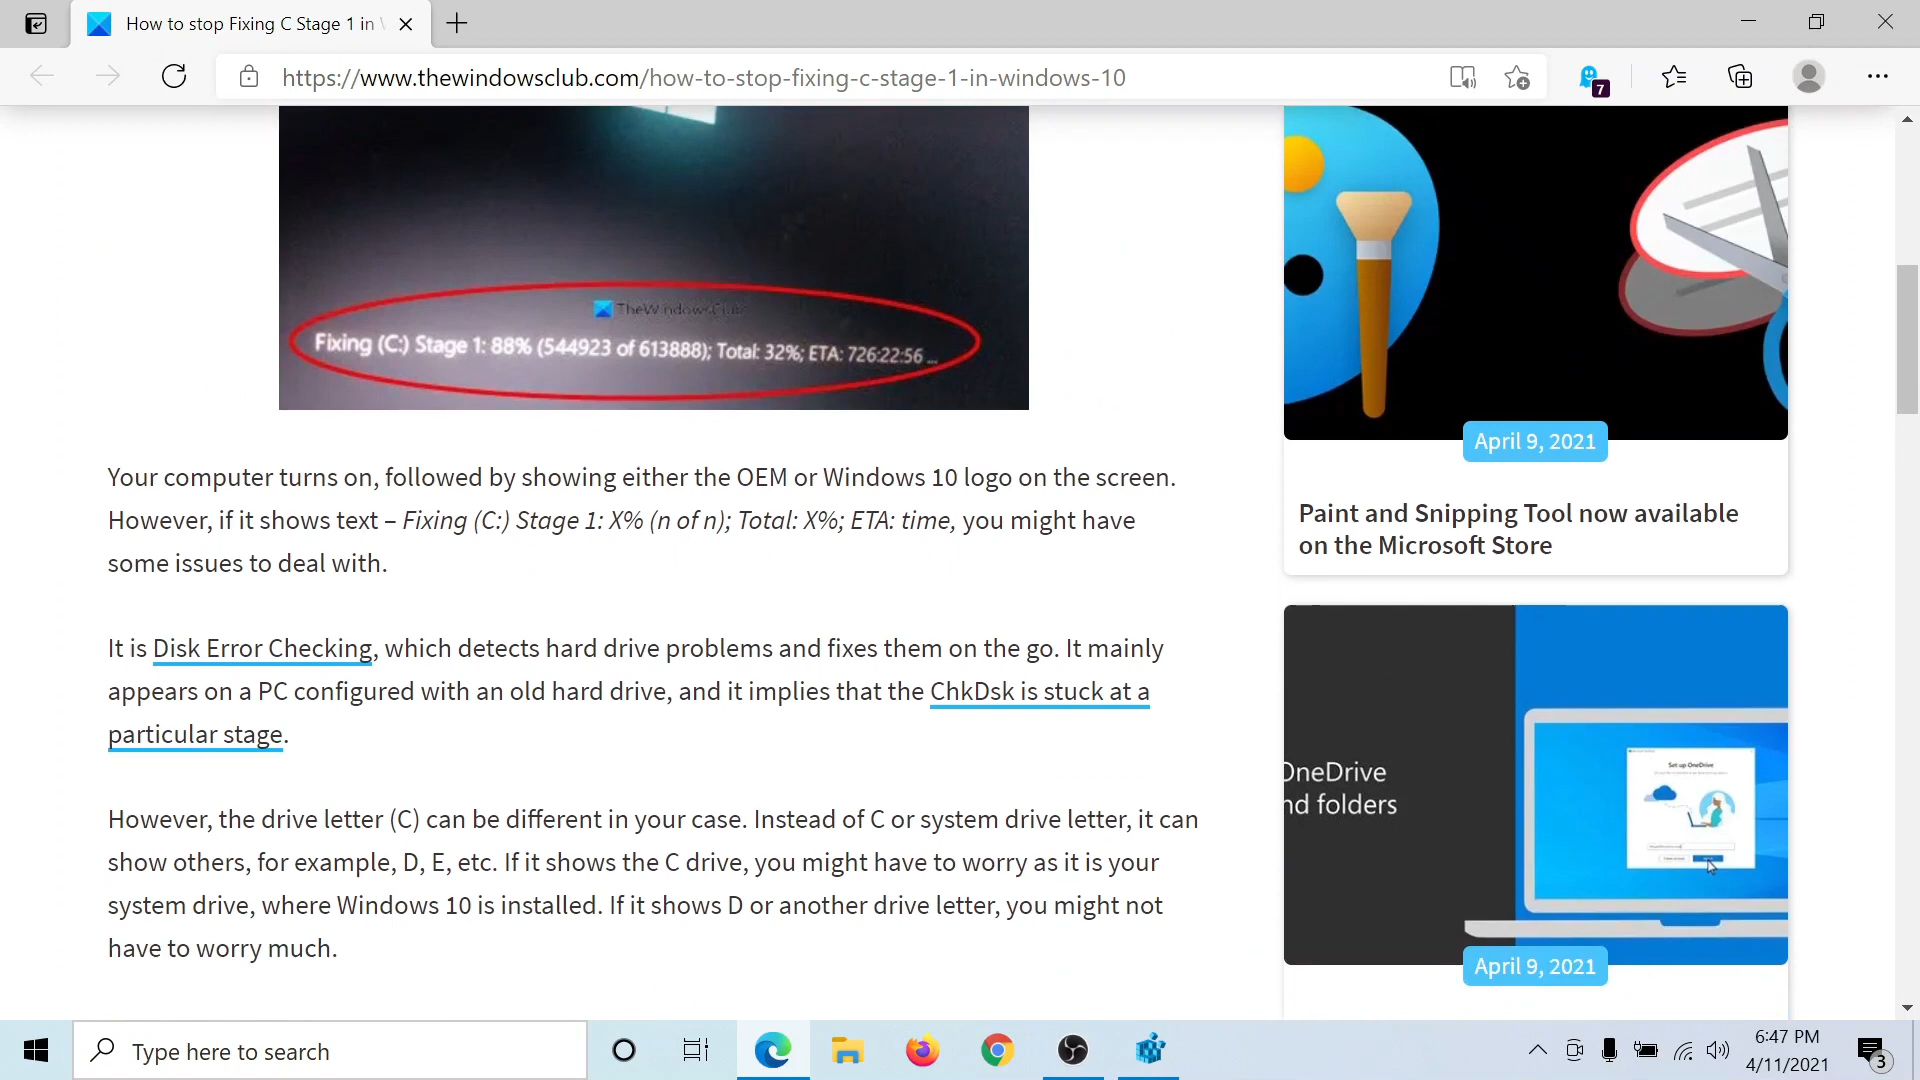 How to stop Fixing C Stage 1 in
https://www.thewindowsclub.com/how-to-stop-fixing-c-stage-1-in-windows-10
7
TheWindowsClub
Fixing (C:) Stage 1: 88% (544923 of 613888); Total: 32%; ETA: 726:22:56 ...
Your computer turns on, followed by showing either the OEM or Windows 10 logo on the screen.
However, if it shows text – Fixing (C:) Stage 1: X% (n of n); Total: X%; ETA: time, you might have
some issues to deal with.
It is Disk Error Checking, which detects hard drive problems and fixes them on the go. It mainly
appears on a PC configured with an old hard drive, and it implies that the ChkDsk is stuck at a
particular stage.
However, the drive letter (C) can be different in your case. Instead of C or system drive letter, it can
show others, for example, D, E, etc. If it shows the C drive, you might have to worry as it is your
system drive, where Windows 10 is installed. If it shows D or another drive letter, you might not
have to worry much.
April 9, 2021
Paint and Snipping Tool now available
on the Microsoft Store
OneDrive
nd folders
Set up OneDrive
April 9, 2021
Type here to search
6:47 PM
4/11/2021
3